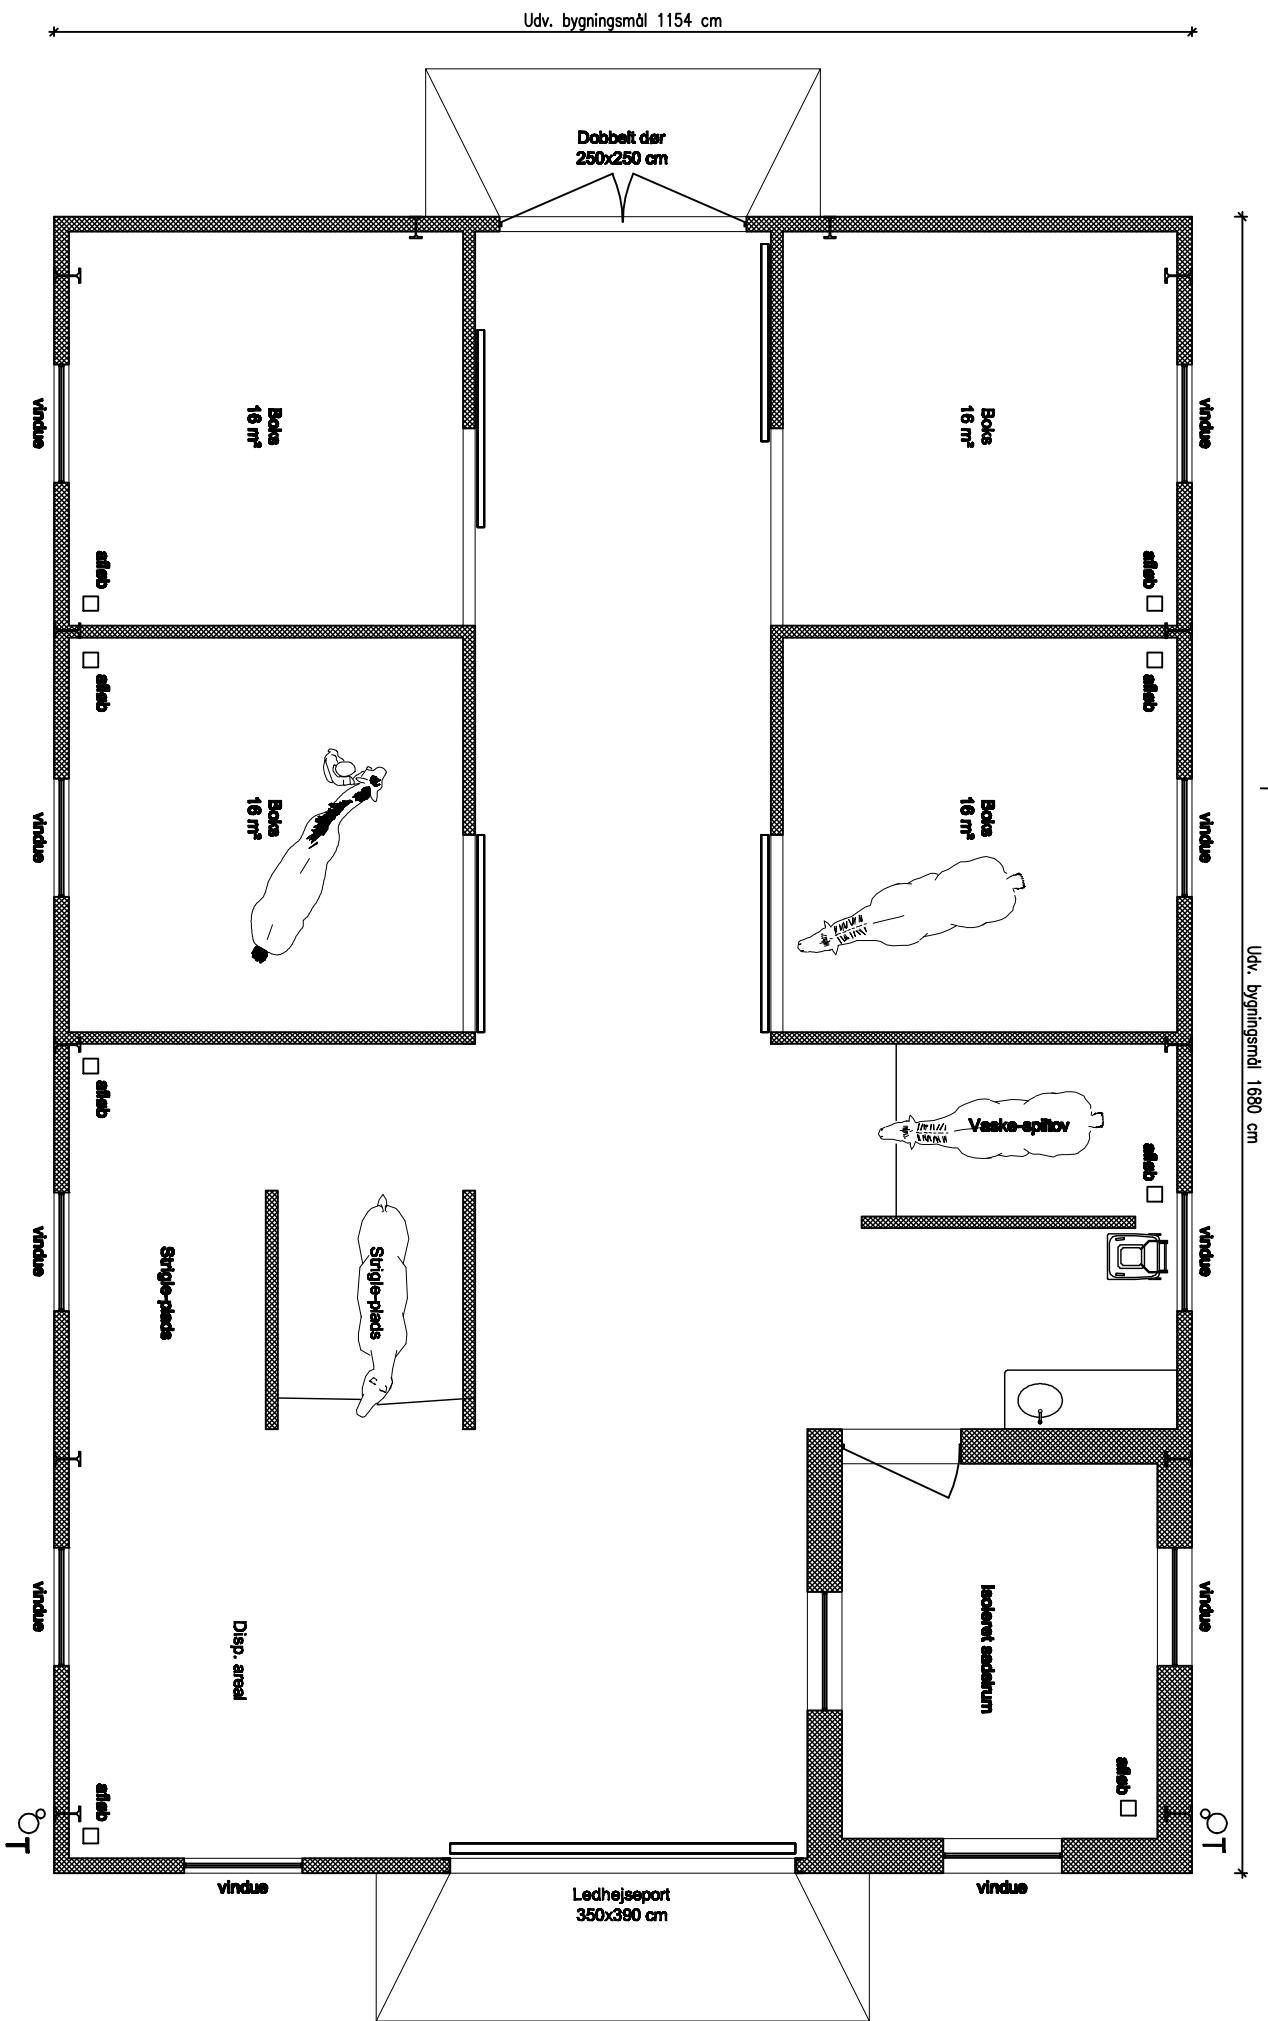 Udv. bygningsmål 1154 cm
Dobbelt dør
250x250 cm
Boks
16 m²
Boks
16 m²
vindue
vindue
afløb
afløb
afløb
afløb
Boks
16 m²
Boks
16 m²
vindue
vindue
Udv. bygningsmål 1680 cm
afløb
Vaske-spiltov
afløb
vindue
Strigle-plads
Strigle-plads
vindue
vindue
Disp. areal
Isoleret sadelrum
vindue
afløb
afløb
T
T
vindue
Ledhejseport
350x390 cm
vindue